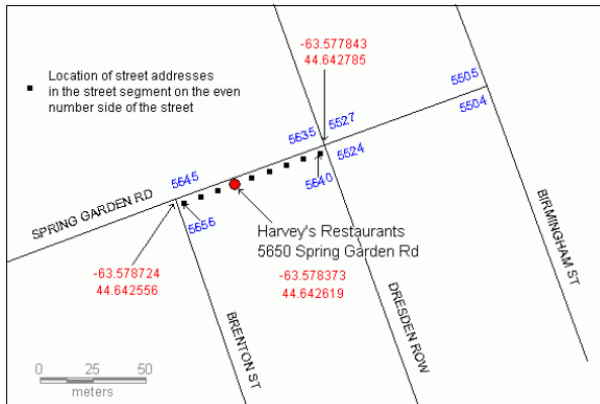 -63.577843
44.642785
Location of street addresses
in the street segment on the even
number side of the street
5505
5504
5635
5527
5524
5645
5640
SPRING GARDEN RD
5656
Harvey's Restaurants
5650 Spring Garden Rd
BIRMINGHAM ST
-63.578724
44.642556
-63.578373
44.642619
BRENTON ST
DRESDEN ROW
0 25 50
meters